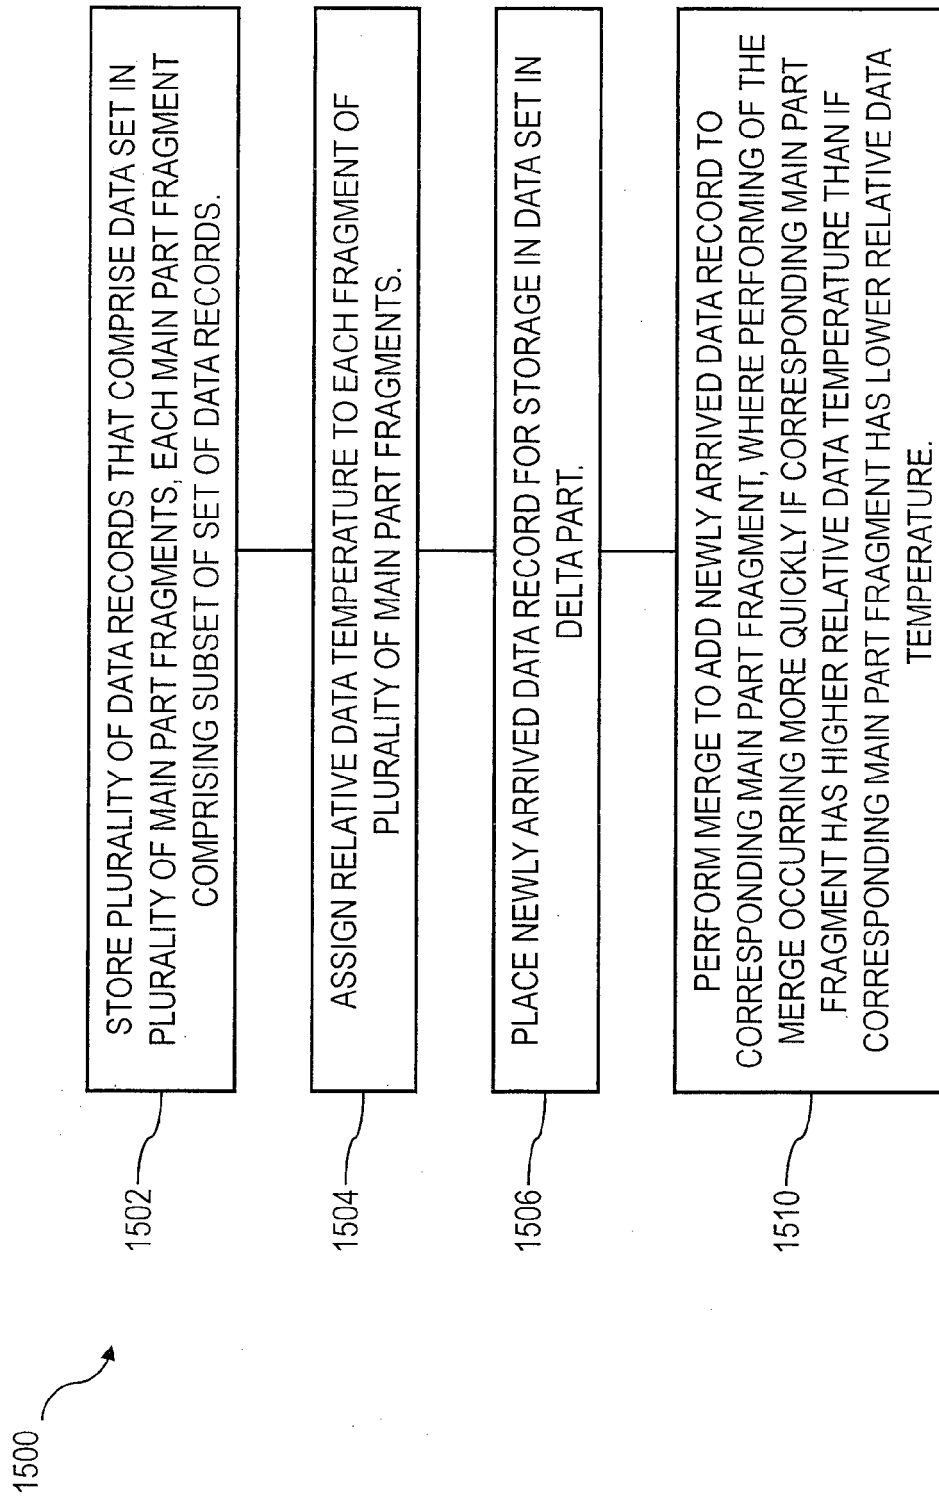 1500
1502
STORE PLURALITY OF DATA RECORDS THAT COMPRISE DATA SET IN
PLURALITY OF MAIN PART FRAGMENTS, EACH MAIN PART FRAGMENT
COMPRISING SUBSET OF SET OF DATA RECORDS.
1504
ASSIGN RELATIVE DATA TEMPERATURE TO EACH FRAGMENT OF
PLURALITY OF MAIN PART FRAGMENTS.
1506
PLACE NEWLY ARRIVED DATA RECORD FOR STORAGE IN DATA SET IN
DELTA PART.
1510
PERFORM MERGE TO ADD NEWLY ARRIVED DATA RECORD TO
CORRESPONDING MAIN PART FRAGMENT, WHERE PERFORMING OF THE
MERGE OCCURRING MORE QUICKLY IF CORRESPONDING MAIN PART
FRAGMENT HAS HIGHER RELATIVE DATA TEMPERATURE THAN IF
CORRESPONDING MAIN PART FRAGMENT HAS LOWER RELATIVE DATA
TEMPERATURE.